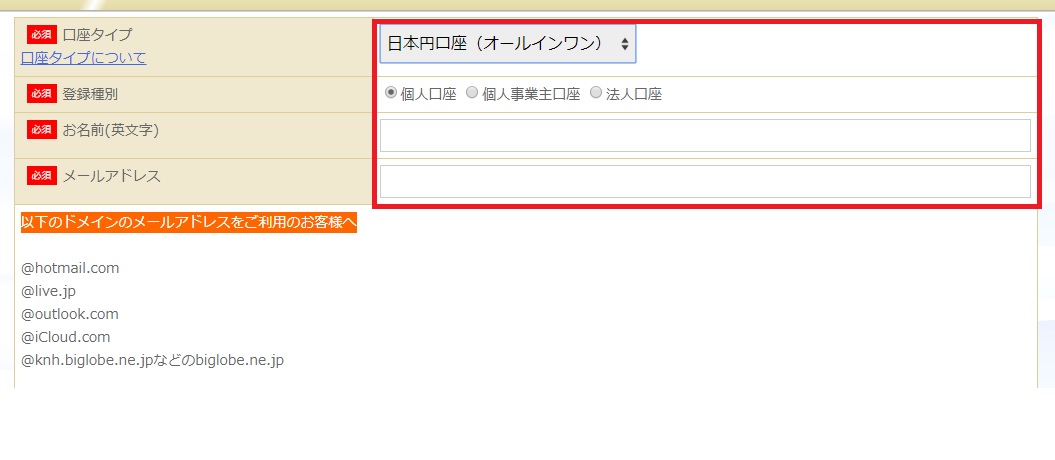 必須 口座タイプ 日本円口座（オールインワン）
口座タイプについて
必須 登録種別 個人口座 個人事業主口座 法人口座
必須 お名前(英文字)
必須 メールアドレス
以下のドメインのメールアドレスをご利用のお客様へ
@hotmail.com
@live.jp
@outlook.com
@iCloud.com
@knh.biglobe.ne.jpなどのbiglobe.ne.jp